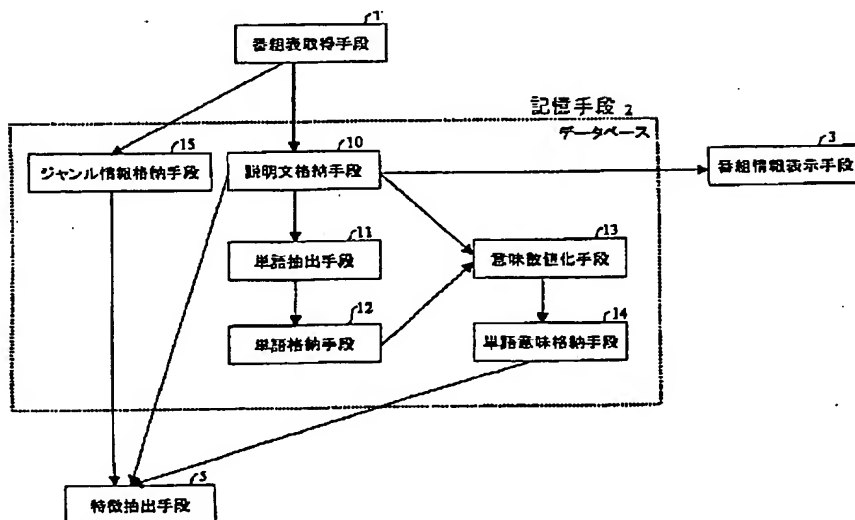 番組表取得手段
記憶手段 2
データベース
15
10
3
ジャンル情報格納手段
説明文格納手段
番組情報表示手段
11
13
単語抽出手段
意味数値化手段
12
14
単語格納手段
単語意味格納手段
5
特徴抽出手段